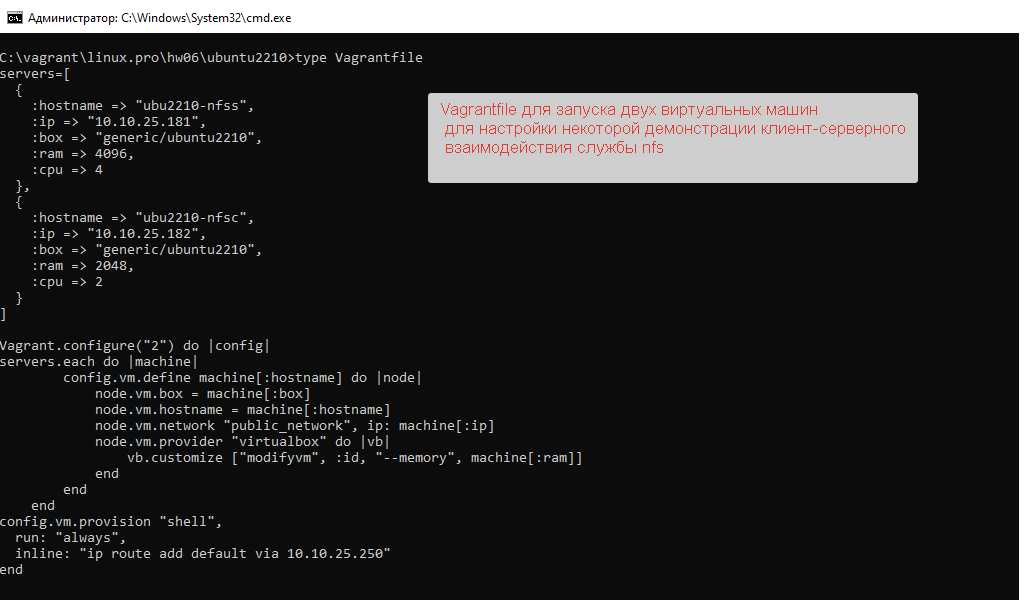 Администратор: C:\Windows\System32\cmd.exe
C:\vagrant\linux.pro\hw06\ubuntu2210>type Vagrantfile
servers=[
  {
    :hostname => "ubu2210-nfss",
    :ip => "10.10.25.181",
    :box => "generic/ubuntu2210",
    :ram => 4096,
    :cpu => 4
  },
  {
    :hostname => "ubu2210-nfsc",
    :ip => "10.10.25.182",
    :box => "generic/ubuntu2210",
    :ram => 2048,
    :cpu => 2
  }
]
Vagrantfile для запуска двух виртуальных машин
для настройки некоторой демонстрации клиент-серверного
взаимодействия службы nfs
Vagrant.configure("2") do |config|
servers.each do |machine|
        config.vm.define machine[:hostname] do |node|
            node.vm.box = machine[:box]
            node.vm.hostname = machine[:hostname]
            node.vm.network "public_network", ip: machine[:ip]
            node.vm.provider "virtualbox" do |vb|
                vb.customize ["modifyvm", :id, "--memory", machine[:ram]]
            end
        end
    end
config.vm.provision "shell",
  run: "always",
  inline: "ip route add default via 10.10.25.250"
end